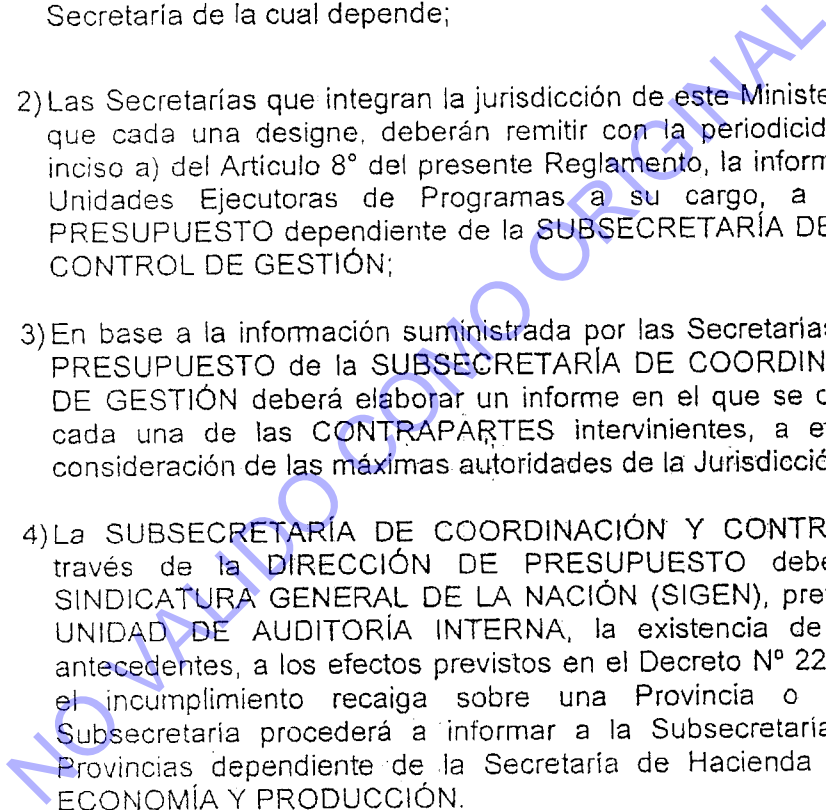 Secretaría de la cual depende;
2) Las Secretarías que integran la jurisdicción de este Ministe
que cada una designe, deberán remitir con la periodicid
inciso a) del Articulo 8° del presente Reglamento, la inform
Unidades Ejecutoras de Programas a su cargo, a
PRESUPUESTO dependiente de la SUBSECRETARÍA DE
CONTROL DE GESTIÓN;
3) En base a la información suministrada por las Secretarías
PRESUPUESTO de la SUBSECRETARÍA DE COORDIN
DE GESTIÓN deberá elaborar un informe en el que se c
cada una de las CONTRAPARTES intervinientes, a e
consideración de las máximas autoridades de la Jurisdicció
4) La SUBSECRETARÍA DE COORDINACIÓN Y CONTR
través de la DIRECCIÓN DE PRESUPUESTO debe
SINDICATURA GENERAL DE LA NACIÓN (SIGEN), pre
UNIDAD DE AUDITORÍA INTERNA, la existencia de
antecedentes, a los efectos previstos en el Decreto Nº 22
el incumplimiento recaiga sobre una Provincia o
Subsecretaría procederá a informar a la Subsecretaría
Provincias dependiente de la Secretaría de Hacienda
ECONOMÍA Y PRODUCCIÓN.
NO VALIDO COMO ORIGINAL